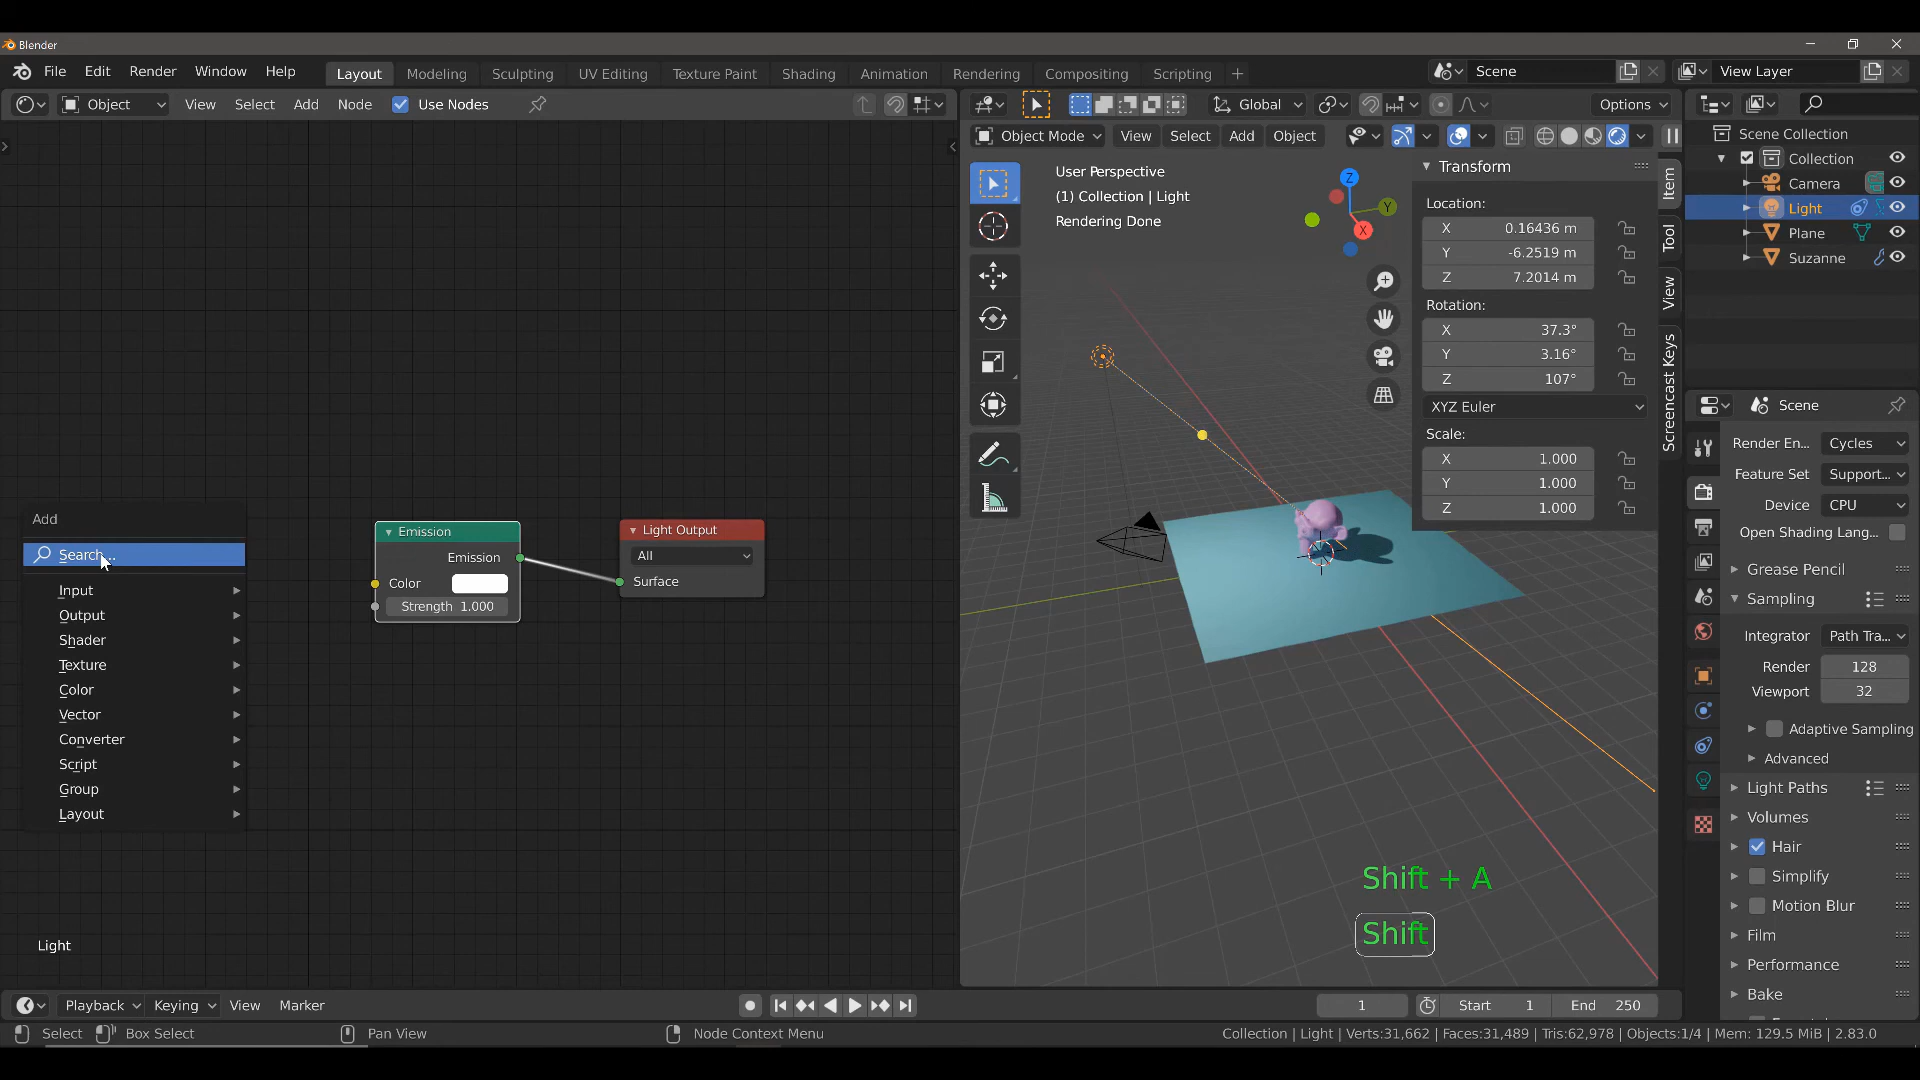 Blender
File Edit Render Window Help Layout Modeling Sculpting UV Editing Texture Paint Shading Animation Rendering Compositing Scripting + Scene View Layer
Object View Select Add Node Use Nodes Global Options
Object Mode View Select Add Object
User Perspective
(1) Collection | Light
Rendering Done
Z
Y
X
Transform
Location:
X 0.16436 m
Y -6.2519 m
Z 7.2014 m
Rotation:
X 37.3°
Y 3.16°
Z 107°
XYZ Euler
Scale:
X 1.000
Y 1.000
Z 1.000
Item
Tool
View
Screencast Keys
Scene Collection
Collection
Camera
Light
Plane
Suzanne
Scene
Render En... Cycles
Feature Set Support...
Device CPU
Open Shading Lang...
Grease Pencil
Sampling
Integrator Path Tra...
Render 128
Viewport 32
Adaptive Sampling
Advanced
Light Paths
Volumes
Hair
Simplify
Motion Blur
Film
Performance
Bake
Add
Search...
Input
Output
Shader
Texture
Color
Vector
Converter
Script
Group
Layout
Emission
Emission
Color
Strength 1.000
Light Output
All
Surface
Shift + A
Shift
Light
Playback Keying View Marker 1 Start 1 End 250
Select Box Select Pan View Node Context Menu Collection | Light | Verts:31,662 | Faces:31,489 | Tris:62,978 | Objects:1/4 | Mem: 129.5 MiB | 2.83.0